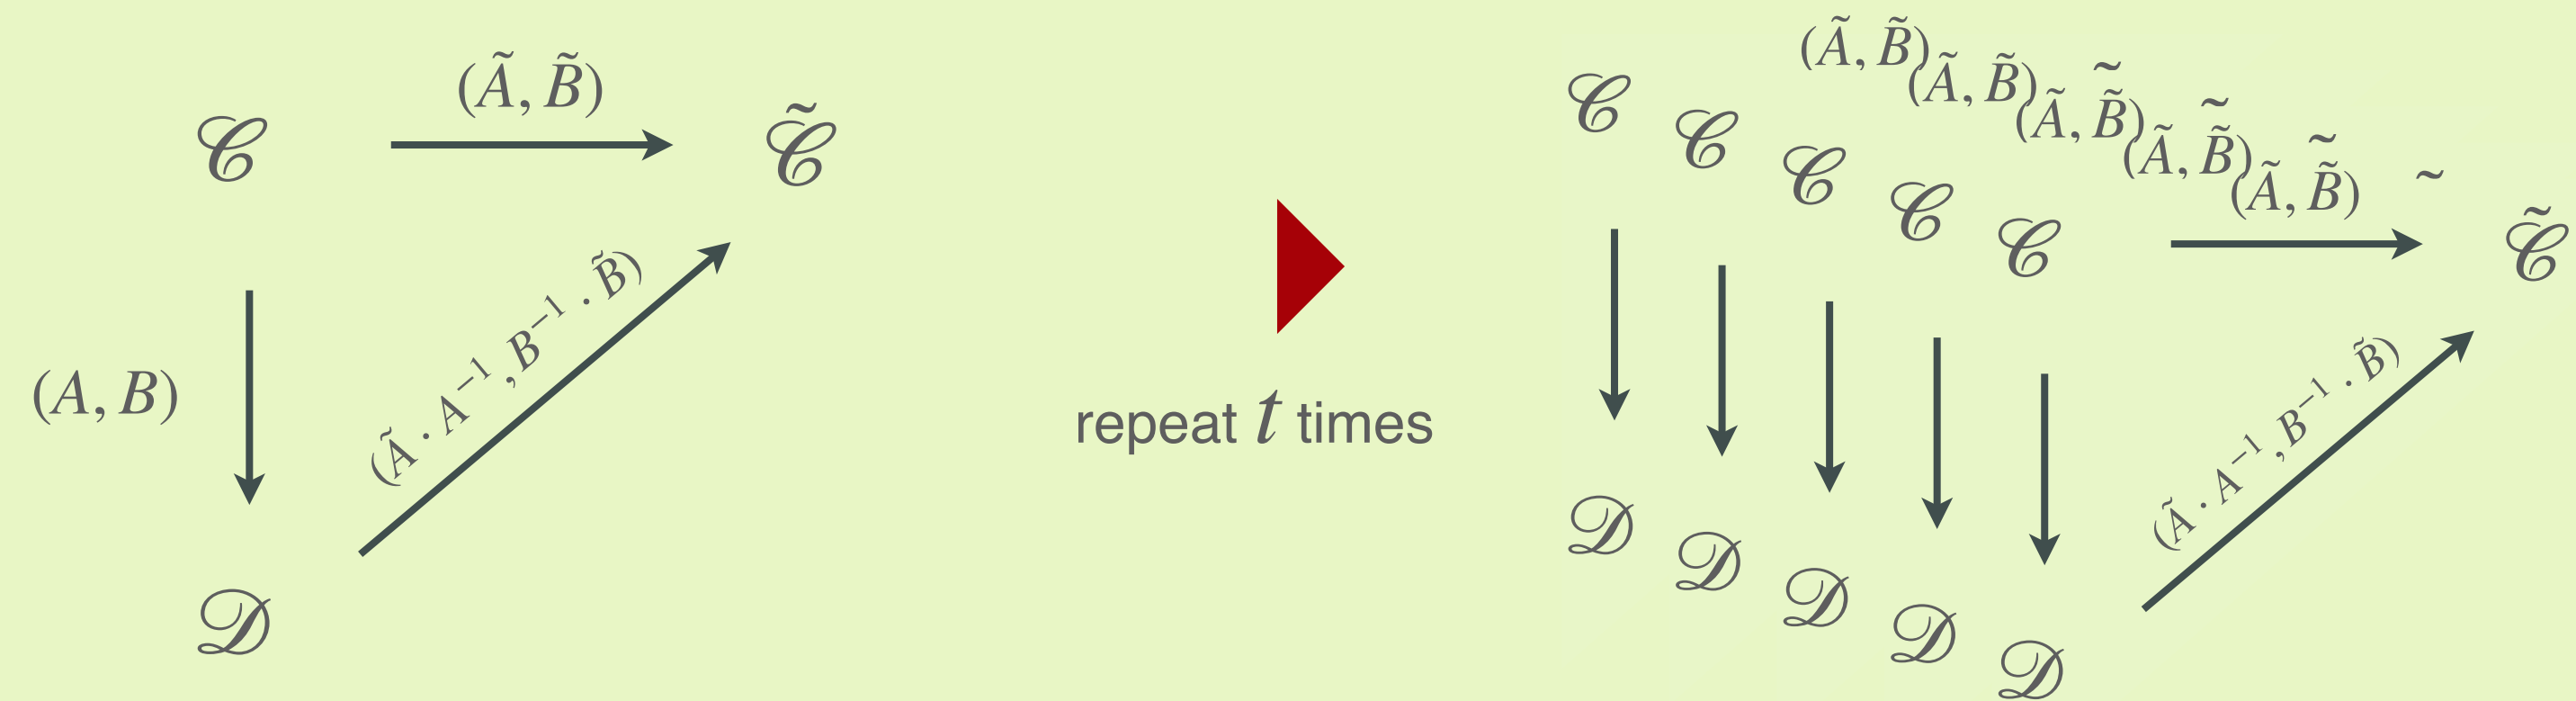 (Ã, B̃)
𝒞 𝒞̃
(A, B)
(Ã · A⁻¹, B⁻¹ · B̃)
𝒟
repeat t times
(Ã, B̃)
(Ã, B̃) ~
(Ã, B̃) ~
(Ã, B̃) ~
(Ã, B̃) ~
𝒞 𝒞 𝒞 𝒞 𝒞 𝒞̃
(Ã · A⁻¹, B⁻¹ · B̃)
𝒟 𝒟 𝒟 𝒟 𝒟